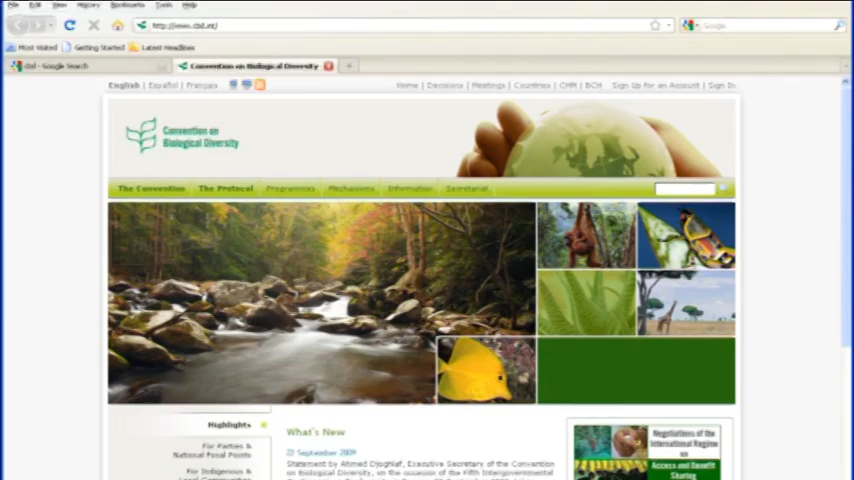 File Edit View History Bookmarks Tools Help
http://www.cbd.int/
Google
Most Visited Getting Started Latest Headlines
cbd - Google Search
Convention on Biological Diversity
English | Español | Français
Home | Decisions | Meetings | Countries | CHM | BCH Sign Up for an Account | Sign In
Convention on
Biological Diversity
The Convention The Protocol Programmes Mechanisms Information Secretariat
Highlights
For Parties &
National Focal Points
For Indigenous &
Local Communities
What's New
22 September 2009
Statement by Ahmed Djoghlaf, Executive Secretary of the Convention
on Biological Diversity, on the occasion of the Fifth Intergovernmental
Negotiations of the
International Regime
on
Access and Benefit
Sharing